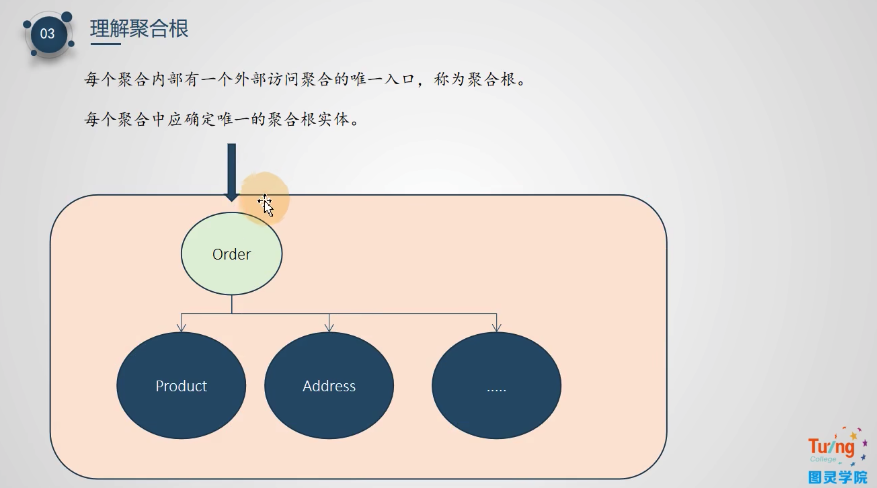 03
理解聚合根
每个聚合内部有一个外部访问聚合的唯一入口，称为聚合根。
每个聚合中应确定唯一的聚合根实体。
Order
Product
Address
.....
Turing
College
图灵学院